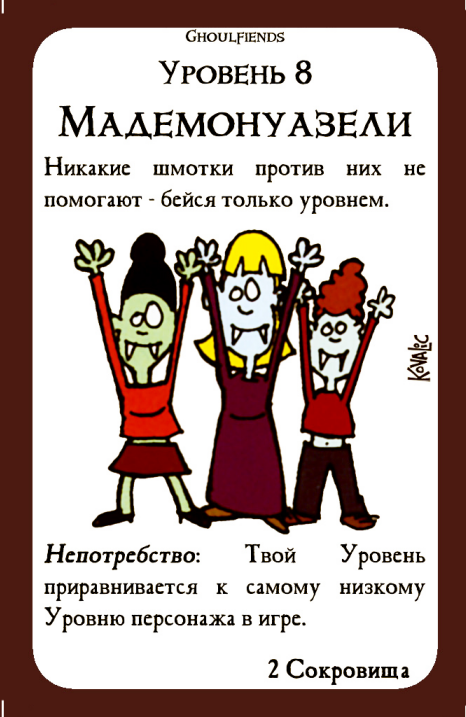 Ghoulfiends
Уровень 8
Мадемонуазели
Никакие шмотки против них не
помогают - бейся только уровнем.
Kovalic
Непотребство: Твой Уровень
приравнивается к самому низкому
Уровню персонажа в игре.
2 Сокровища